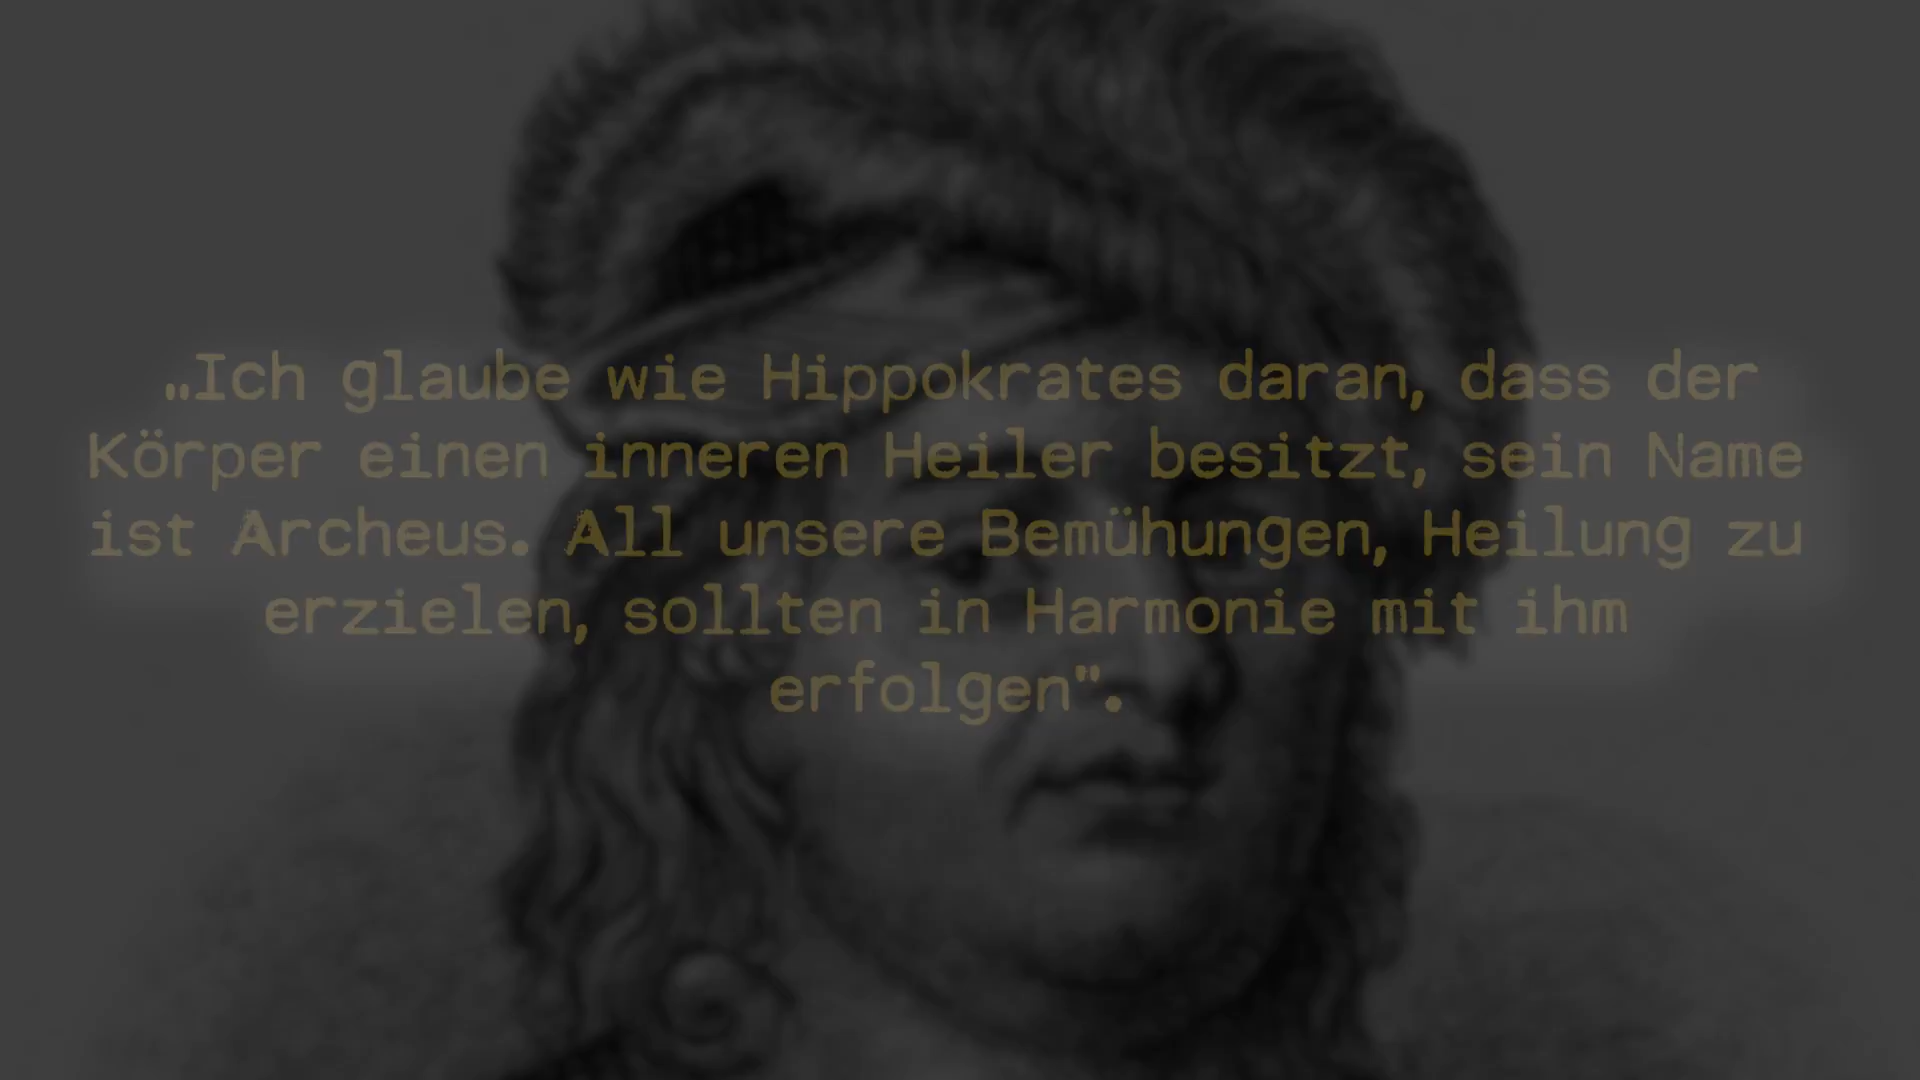 „Ich glaube wie Hippokrates daran, dass der
Körper einen inneren Heiler besitzt, sein Name
ist Archeus. All unsere Bemühungen, Heilung zu
erzielen, sollten in Harmonie mit ihm
erfolgen".